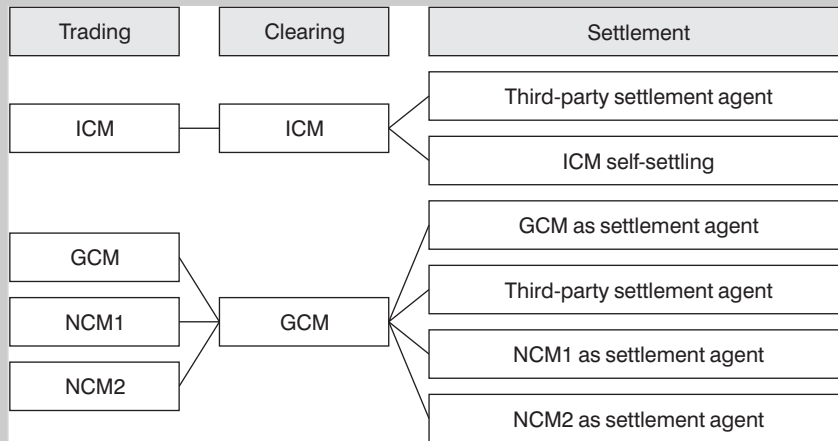 Trading
Clearing
Settlement
ICM
ICM
Third-party settlement agent
ICM self-settling
GCM
NCM1
NCM2
GCM
GCM as settlement agent
Third-party settlement agent
NCM1 as settlement agent
NCM2 as settlement agent